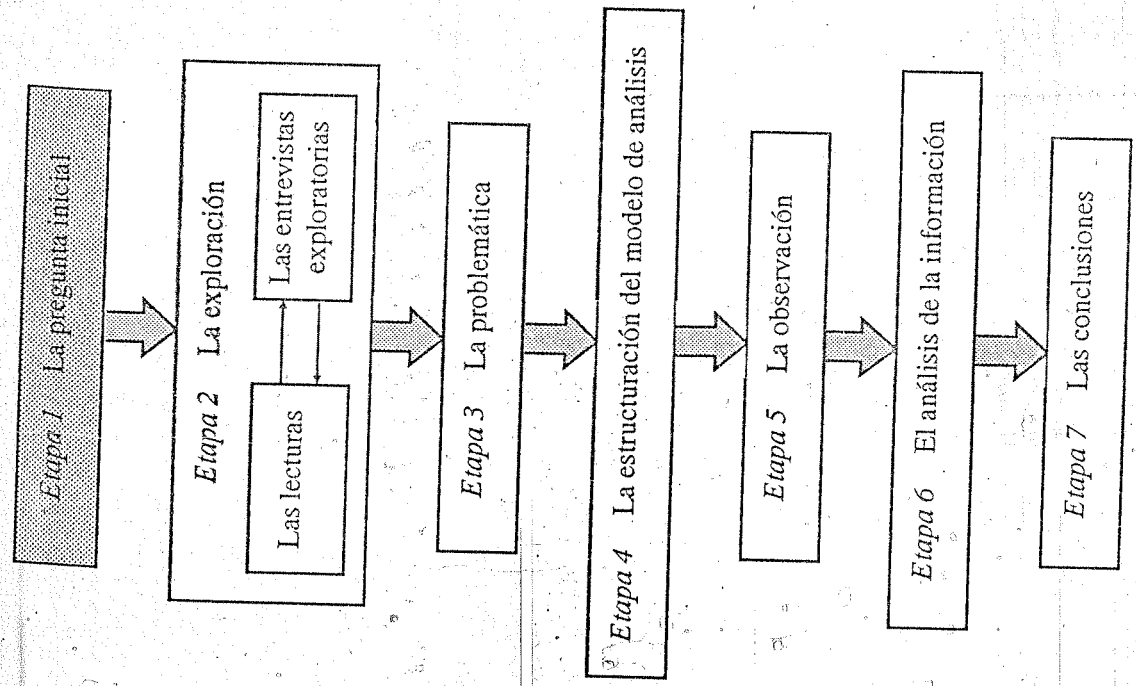 Etapa 1 La pregunta inicial
Etapa 2 La exploración
Las lecturas
Las entrevistas
exploratorias
Etapa 3 La problemática
Etapa 4 La estructuración del modelo de análisis
Etapa 5 La observación
Etapa 6 El análisis de la información
Etapa 7 Las conclusiones